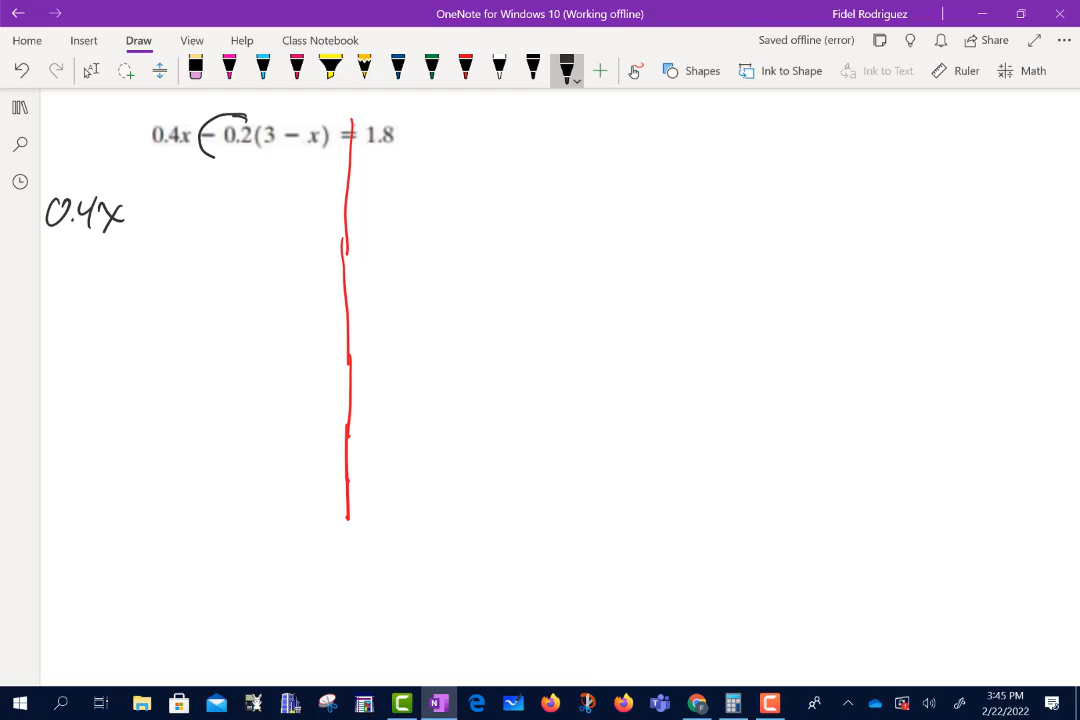 OneNote for Windows 10 (Working offline)
Fidel Rodriguez
Home Insert Draw View Help Class Notebook
Saved offline (error)
Share
Shapes Ink to Shape Ink to Text Ruler Math
0.4x − 0.2(3 − x) = 1.8
0.4x
3:45 PM
2/22/2022